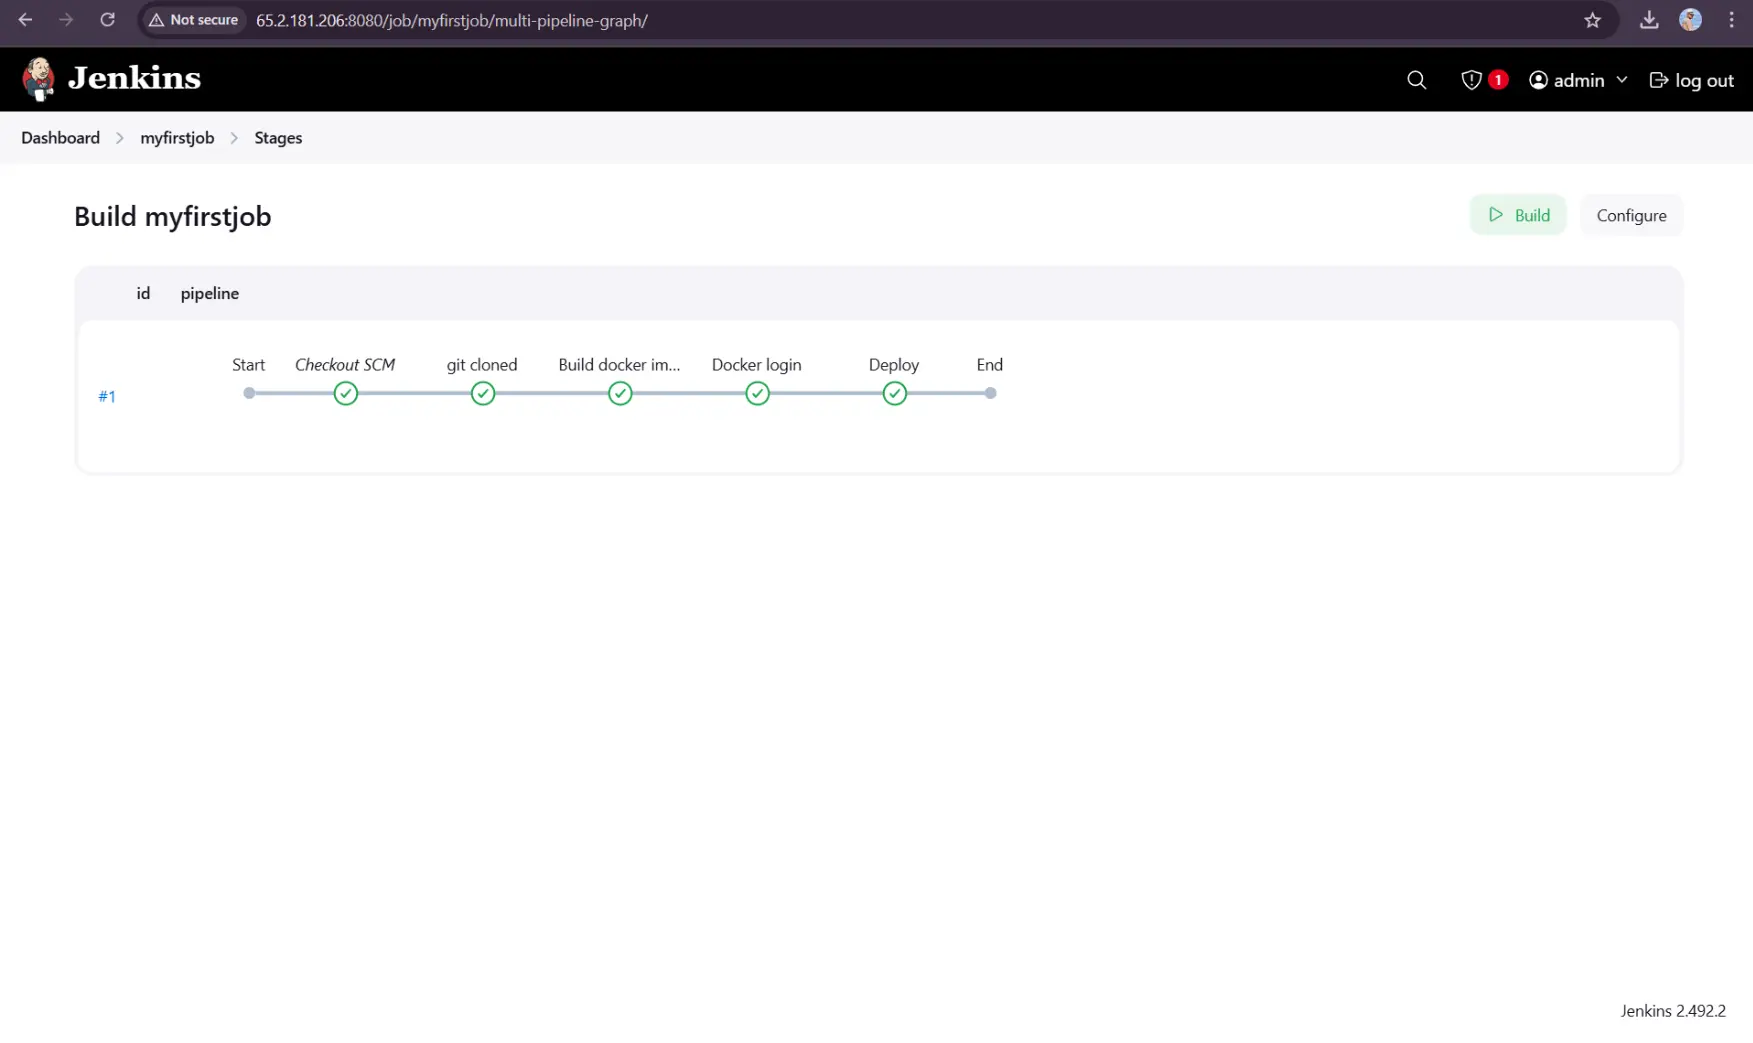 Not secure 65.2.181.206:8080/job/myfirstjob/multi-pipeline-graph/
Jenkins 1 admin log out
Dashboard myfirstjob Stages
Build myfirstjob Build Configure
id pipeline
Start Checkout SCM git cloned Build docker im... Docker login Deploy End
#1
Jenkins 2.492.2